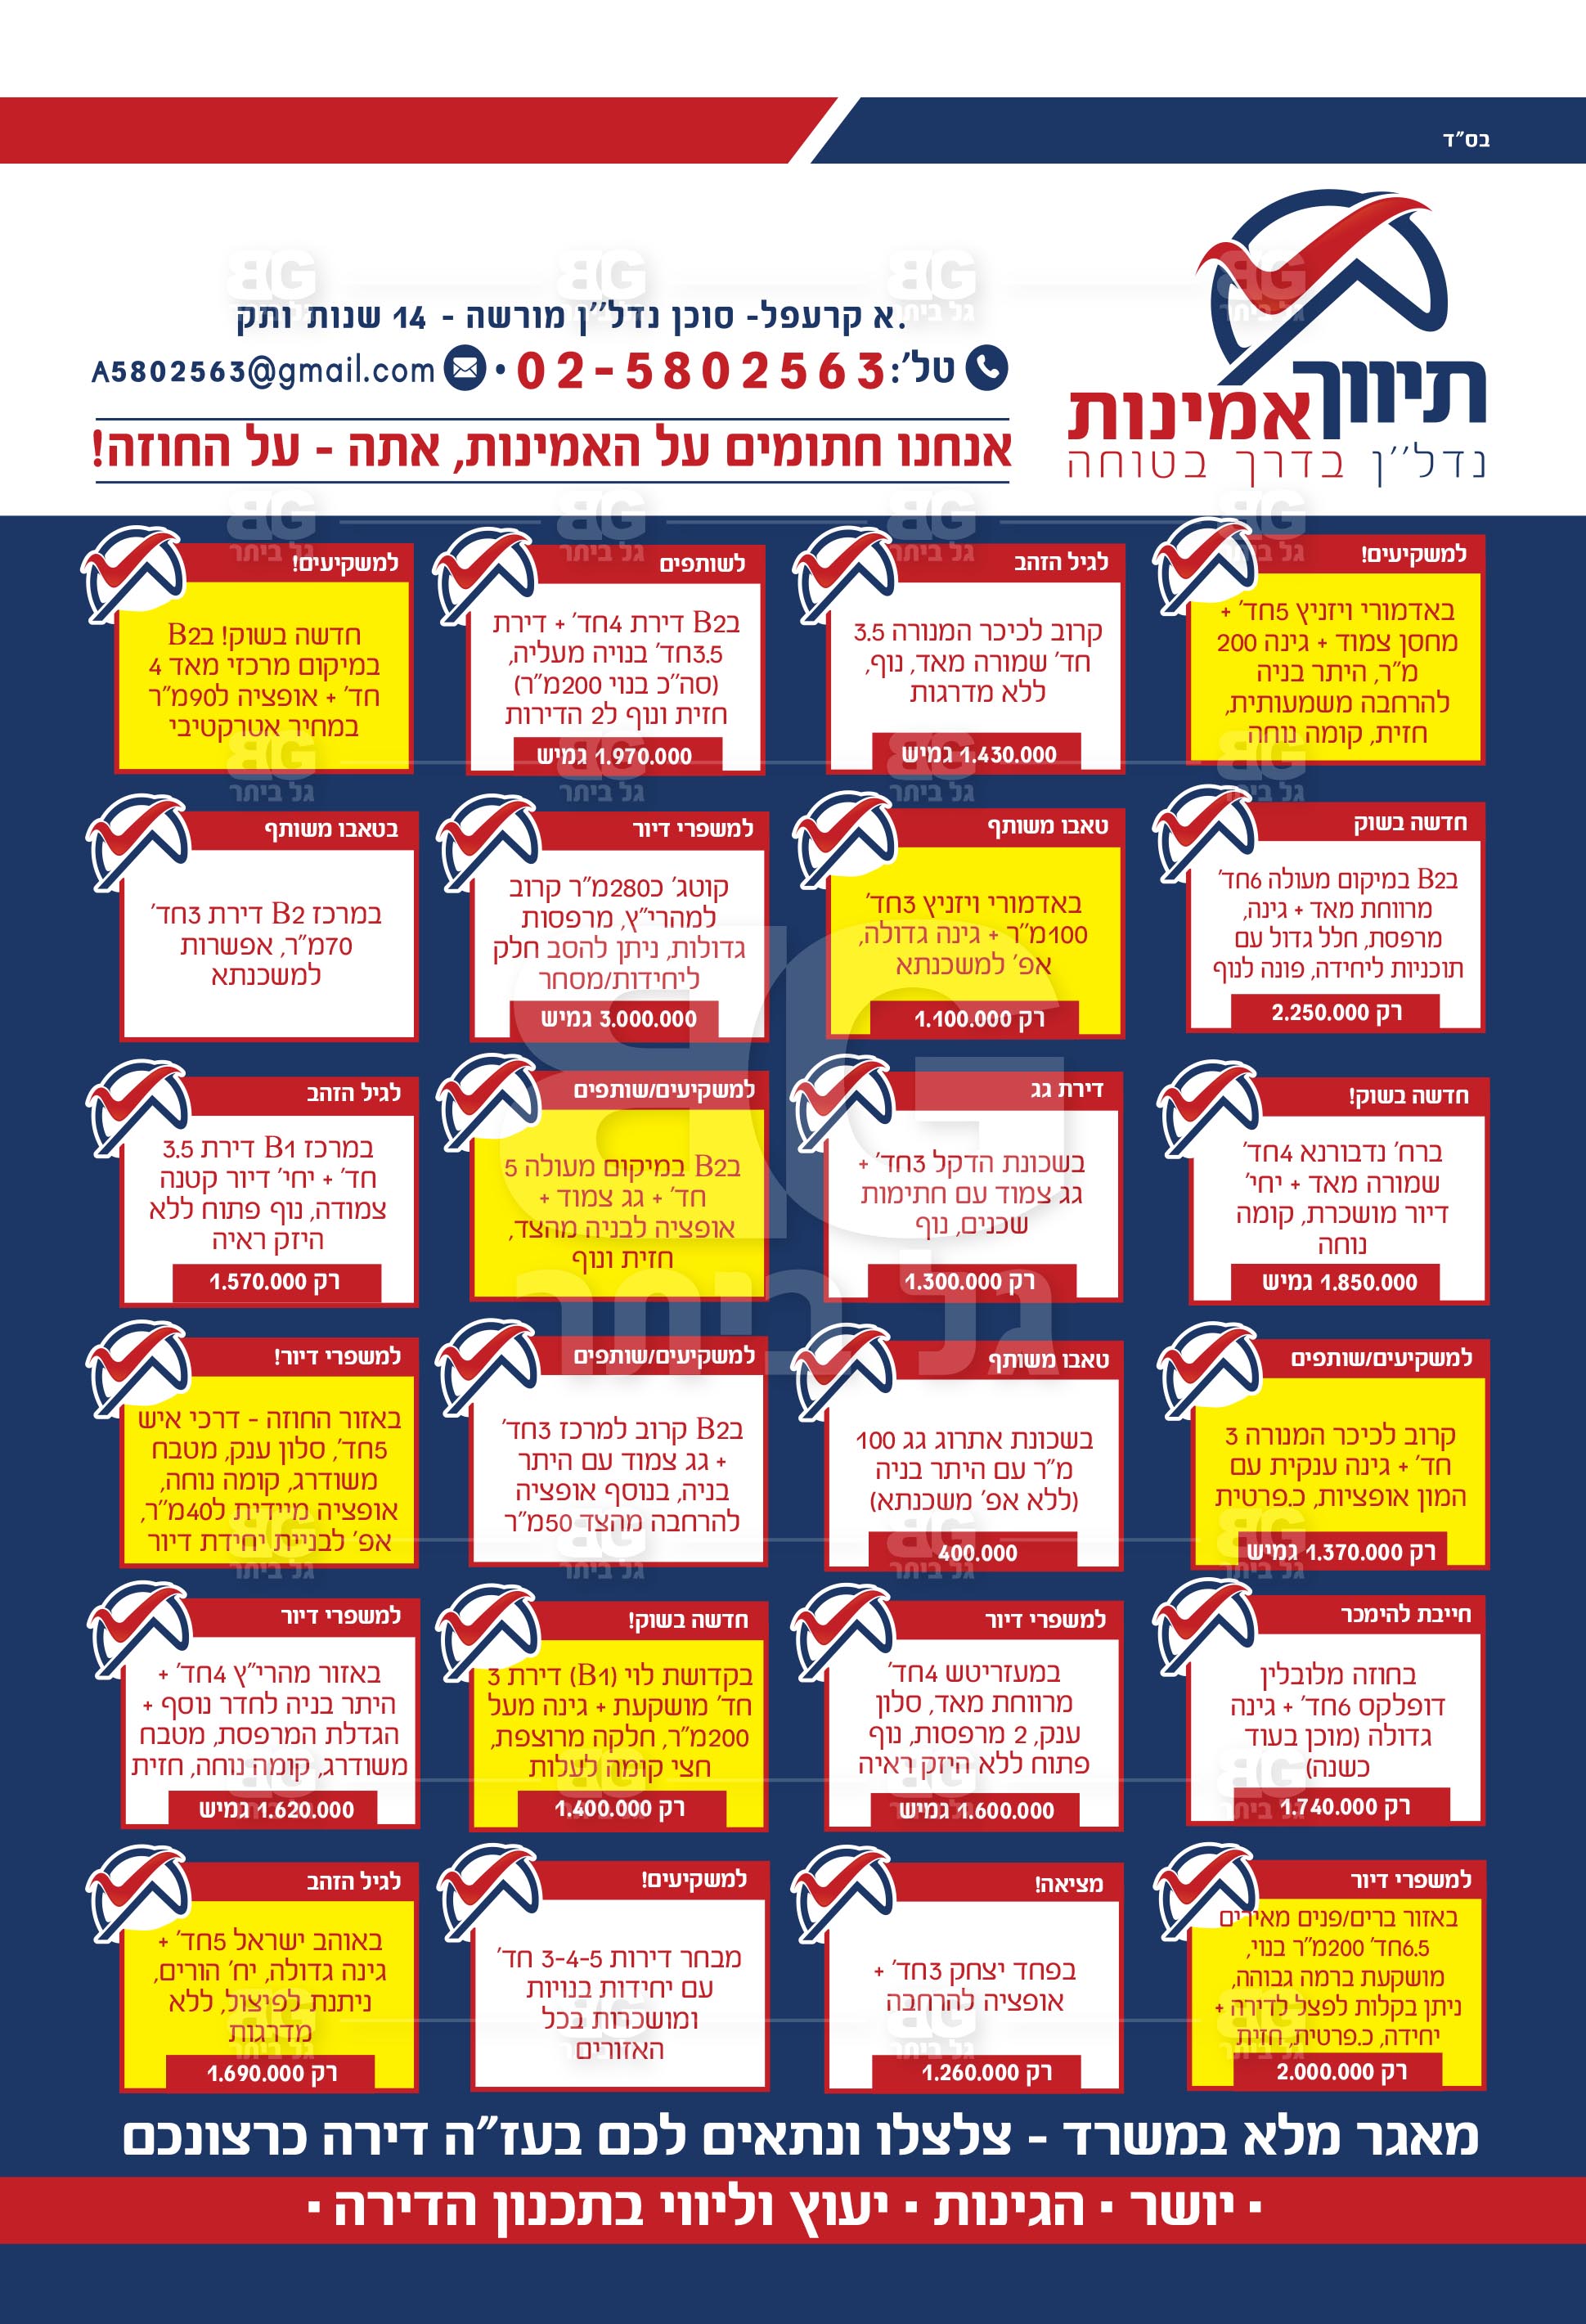 בס"ד
א קרעפל- סוכן נדל''ן מורשה - 14 שנות ותק.
טל': 02-5802563 • A5802563@gmail.com
אנחנו חתומים על האמינות, אתה - על החוזה!
תיווך אמינות
נדל''ן בדרך בטוחה
למשקיעים!
באדמורי ויזניץ 5חד' +
מחסן צמוד + גינה 200
מ"ר, היתר בניה
להרחבה משמעותית,
חזית, קומה נוחה
לגיל הזהב
קרוב לכיכר המנורה 3.5
חד' שמורה מאד, נוף,
ללא מדרגות
1.430.000 גמיש
לשותפים
בB2 דירת 4חד' + דירת
3.5חד' בנויה מעליה,
(סה"כ בנוי 200מ"ר)
חזית ונוף ל2 הדירות
1.970.000 גמיש
למשקיעים!
חדשה בשוק! בB2
במיקום מרכזי מאד 4
חד' + אופציה ל90מ"ר
במחיר אטרקטיבי
חדשה בשוק
בB2 במיקום מעולה 6חד'
מרווחת מאד + גינה,
מרפסת, חלל גדול עם
תוכניות ליחידה, פונה לנוף
רק 2.250.000
טאבו משותף
באדמורי ויזניץ 3חד'
100מ"ר + גינה גדולה,
אפ' למשכנתא
רק 1.100.000
למשפרי דיור
קוטג' כ280מ"ר קרוב
למהרי"ץ, מרפסות
גדולות, ניתן להסב חלק
ליחידות/מסחר
3.000.000 גמיש
בטאבו משותף
במרכז B2 דירת 3חד'
70מ"ר, אפשרות
למשכנתא
חדשה בשוק!
ברח' נדבורנא 4חד'
שמורה מאד + יחי'
דיור מושכרת, קומה
נוחה
1.850.000 גמיש
דירת גג
בשכונת הדקל 3חד' +
גג צמוד עם חתימות
שכנים, נוף
רק 1.300.000
למשקיעים/שותפים
בB2 במיקום מעולה 5
חד' + גג צמוד +
אופציה לבניה מהצד,
חזית ונוף
לגיל הזהב
במרכז B1 דירת 3.5
חד' + יחי' דיור קטנה
צמודה, נוף פתוח ללא
היזק ראיה
רק 1.570.000
למשקיעים/שותפים
קרוב לכיכר המנורה 3
חד' + גינה ענקית עם
המון אופציות, כ.פרטית
רק 1.370.000 גמיש
טאבו משותף
בשכונת אתרוג גג 100
מ"ר עם היתר בניה
(ללא אפ' משכנתא)
400.000
למשקיעים/שותפים
בB2 קרוב למרכז 3חד'
+ גג צמוד עם היתר
בניה, בנוסף אופציה
להרחבה מהצד 50מ"ר
למשפרי דיור!
באזור החוזה - דרכי איש
5חד', סלון ענק, מטבח
משודרג, קומה נוחה,
אופציה מיידית ל40מ"ר,
אפ' לבניית יחידת דיור
חייבת להימכר
בחוזה מלובלין
דופלקס 6חד' + גינה
גדולה (מוכן בעוד
כשנה)
רק 1.740.000
למשפרי דיור
במעזריטש 4חד'
מרווחת מאד, סלון
ענק, 2 מרפסות, נוף
פתוח ללא היזק ראיה
1.600.000 גמיש
חדשה בשוק!
בקדושת לוי (B1) דירת 3
חד' מושקעת + גינה מעל
200מ"ר, חלקה מרוצפת,
חצי קומה לעלות
רק 1.400.000
למשפרי דיור
באזור מהרי"ץ 4חד' +
היתר בניה לחדר נוסף +
הגדלת המרפסת, מטבח
משודרג, קומה נוחה, חזית
1.620.000 גמיש
למשפרי דיור
באזור ברים/פנים מאירים
6.5חד' 200מ"ר בנוי,
מושקעת ברמה גבוהה,
ניתן בקלות לפצל לדירה +
יחידה, כ.פרטית, חזית
רק 2.000.000
מציאה!
בפחד יצחק 3חד' +
אופציה להרחבה
רק 1.260.000
למשקיעים!
מבחר דירות 3-4-5 חד'
עם יחידות בנויות
ומושכרות בכל
האזורים
לגיל הזהב
באוהב ישראל 5חד' +
גינה גדולה, יח' הורים,
ניתנת לפיצול, ללא
מדרגות
רק 1.690.000
מאגר מלא במשרד - צלצלו ונתאים לכם בעז"ה דירה כרצונכם
• יושר • הגינות • יעוץ וליווי בתכנון הדירה •
BG
גל ביתר